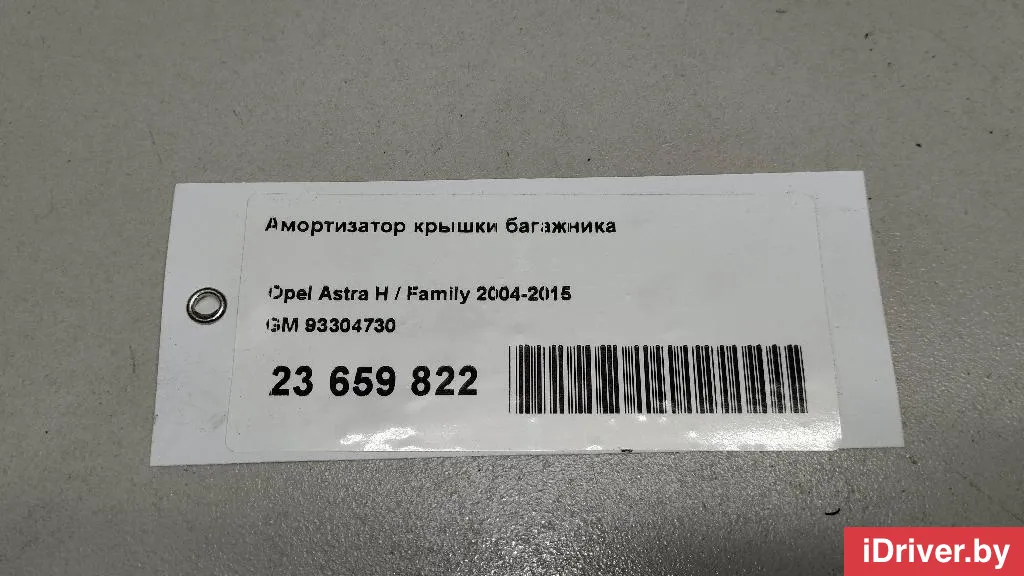 Амортизатор крышки багажника
Opel Astra H / Family 2004-2015
GM 93304730
23 659 822
iDriver.by